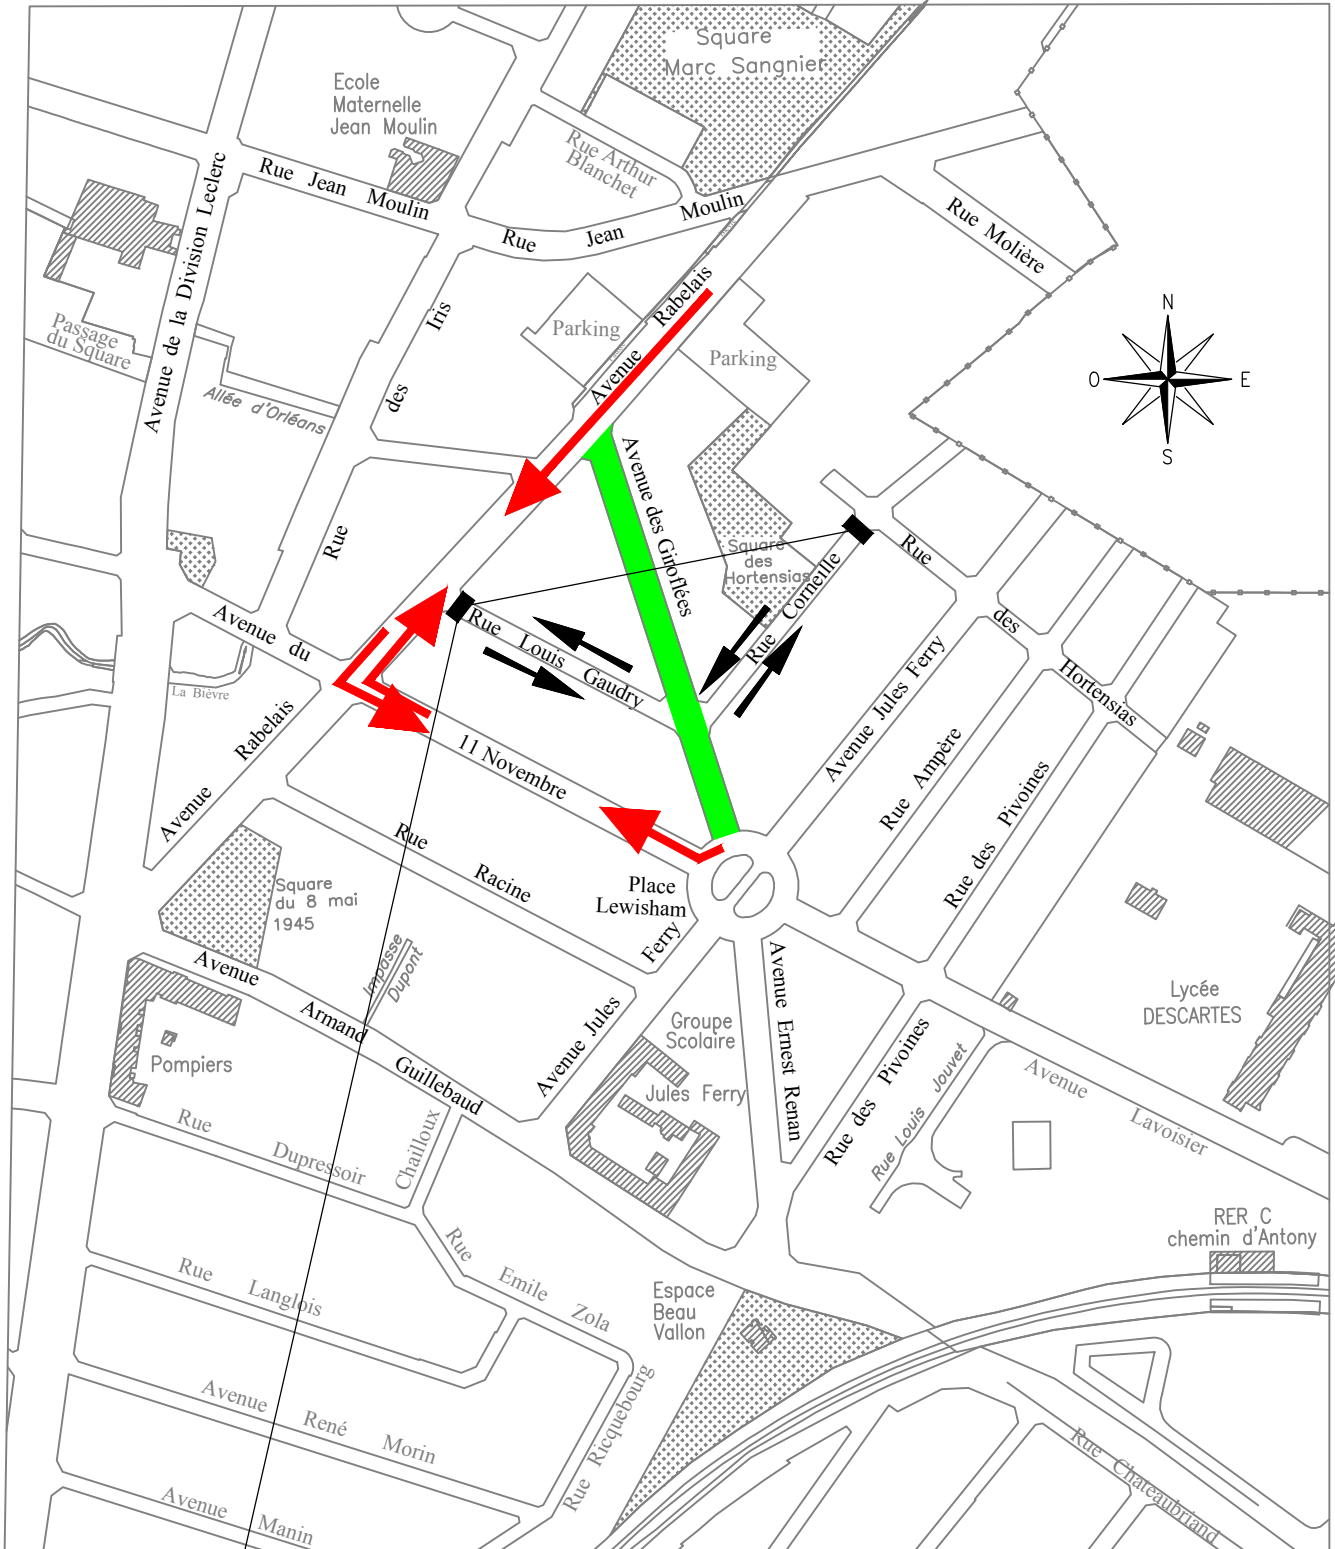 Square
Marc Sangnier
Ecole
Maternelle
Jean Moulin
Rue Arthur
Blanchet
Rue Jean Moulin
Rue Jean Moulin
Rue Molière
Avenue de la Division Leclerc
Passage
du Square
Allée d'Orléans
Rue des Iris
Parking
Avenue Rabelais
Parking
N
O
E
S
Avenue des Giroflées
Square
des
Hortensias
Rue Corneille
Rue des Hortensias
Rue Louis Gaudry
Avenue du 11 Novembre
La Bièvre
Avenue Rabelais
Avenue Jules Ferry
Rue Ampère
Rue des Pivoines
Rue Racine
Place
Lewisham
Square
du 8 mai
1945
Impasse
Dupont
Avenue Jules Ferry
Avenue Armand Guillebaud
Avenue Ernest Renan
Groupe
Scolaire
Jules Ferry
Rue des Pivoines
Rue Louis Jouvet
Lycée
DESCARTES
Avenue Lavoisier
Pompiers
Rue Dupressoir
Chailloux
RER C
chemin d'Antony
Rue Langlois
Rue Emile Zola
Espace
Beau
Vallon
Avenue René Morin
Rue Ricquebourg
Rue Chateaubriand
Avenue Manin